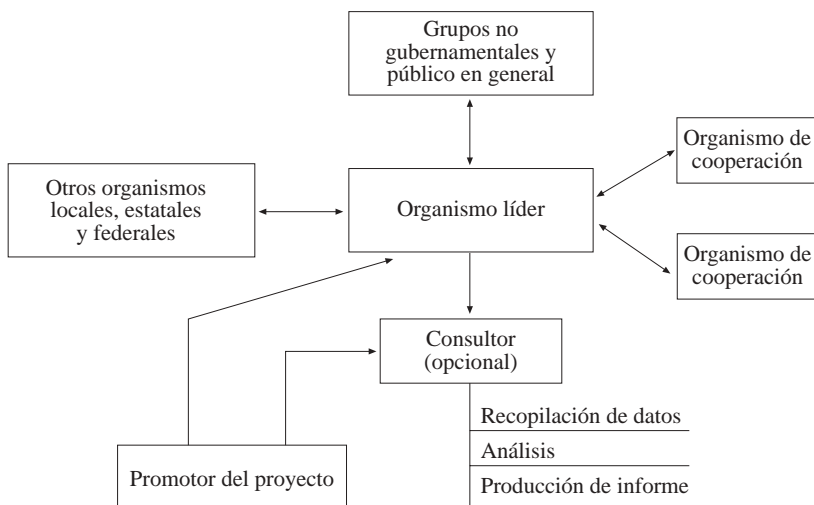 Grupos no
gubernamentales y
público en general
Organismo de
cooperación
Otros organismos
locales, estatales
y federales
Organismo líder
Organismo de
cooperación
Consultor
(opcional)
Recopilación de datos
Análisis
Promotor del proyecto
Producción de informe